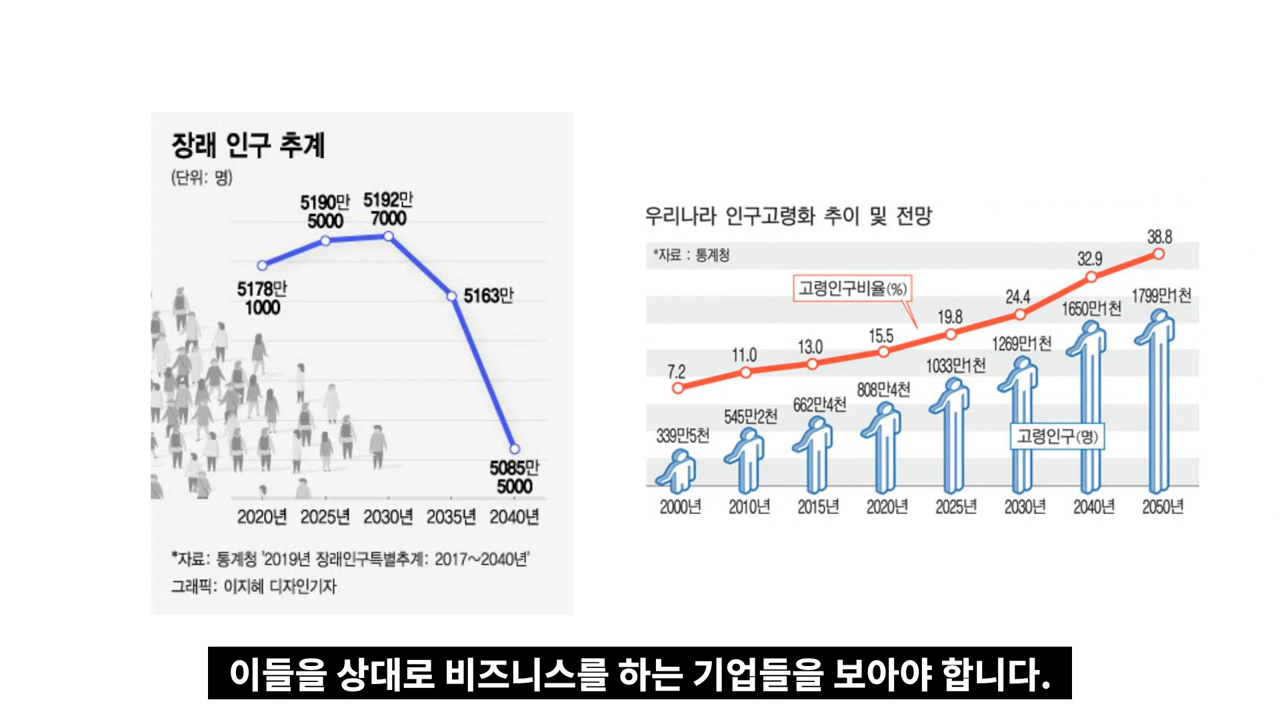 장래 인구 추계
(단위: 명)
5178만
1000
5190만
5000
5192만
7000
5163만
5085만
5000
2020년 2025년 2030년 2035년 2040년
*자료: 통계청 '2019년 장래인구특별추계: 2017~2040년'
그래픽: 이지혜 디자인기자
우리나라 인구고령화 추이 및 전망
*자료 : 통계청
고령인구비율(%)
7.2 11.0 13.0 15.5 19.8 24.4 32.9 38.8
339만5천 545만2천 662만4천 808만4천 1033만1천 1269만1천 1650만1천 1799만1천
고령인구(명)
2000년 2010년 2015년 2020년 2025년 2030년 2040년 2050년
이들을 상대로 비즈니스를 하는 기업들을 보아야 합니다.